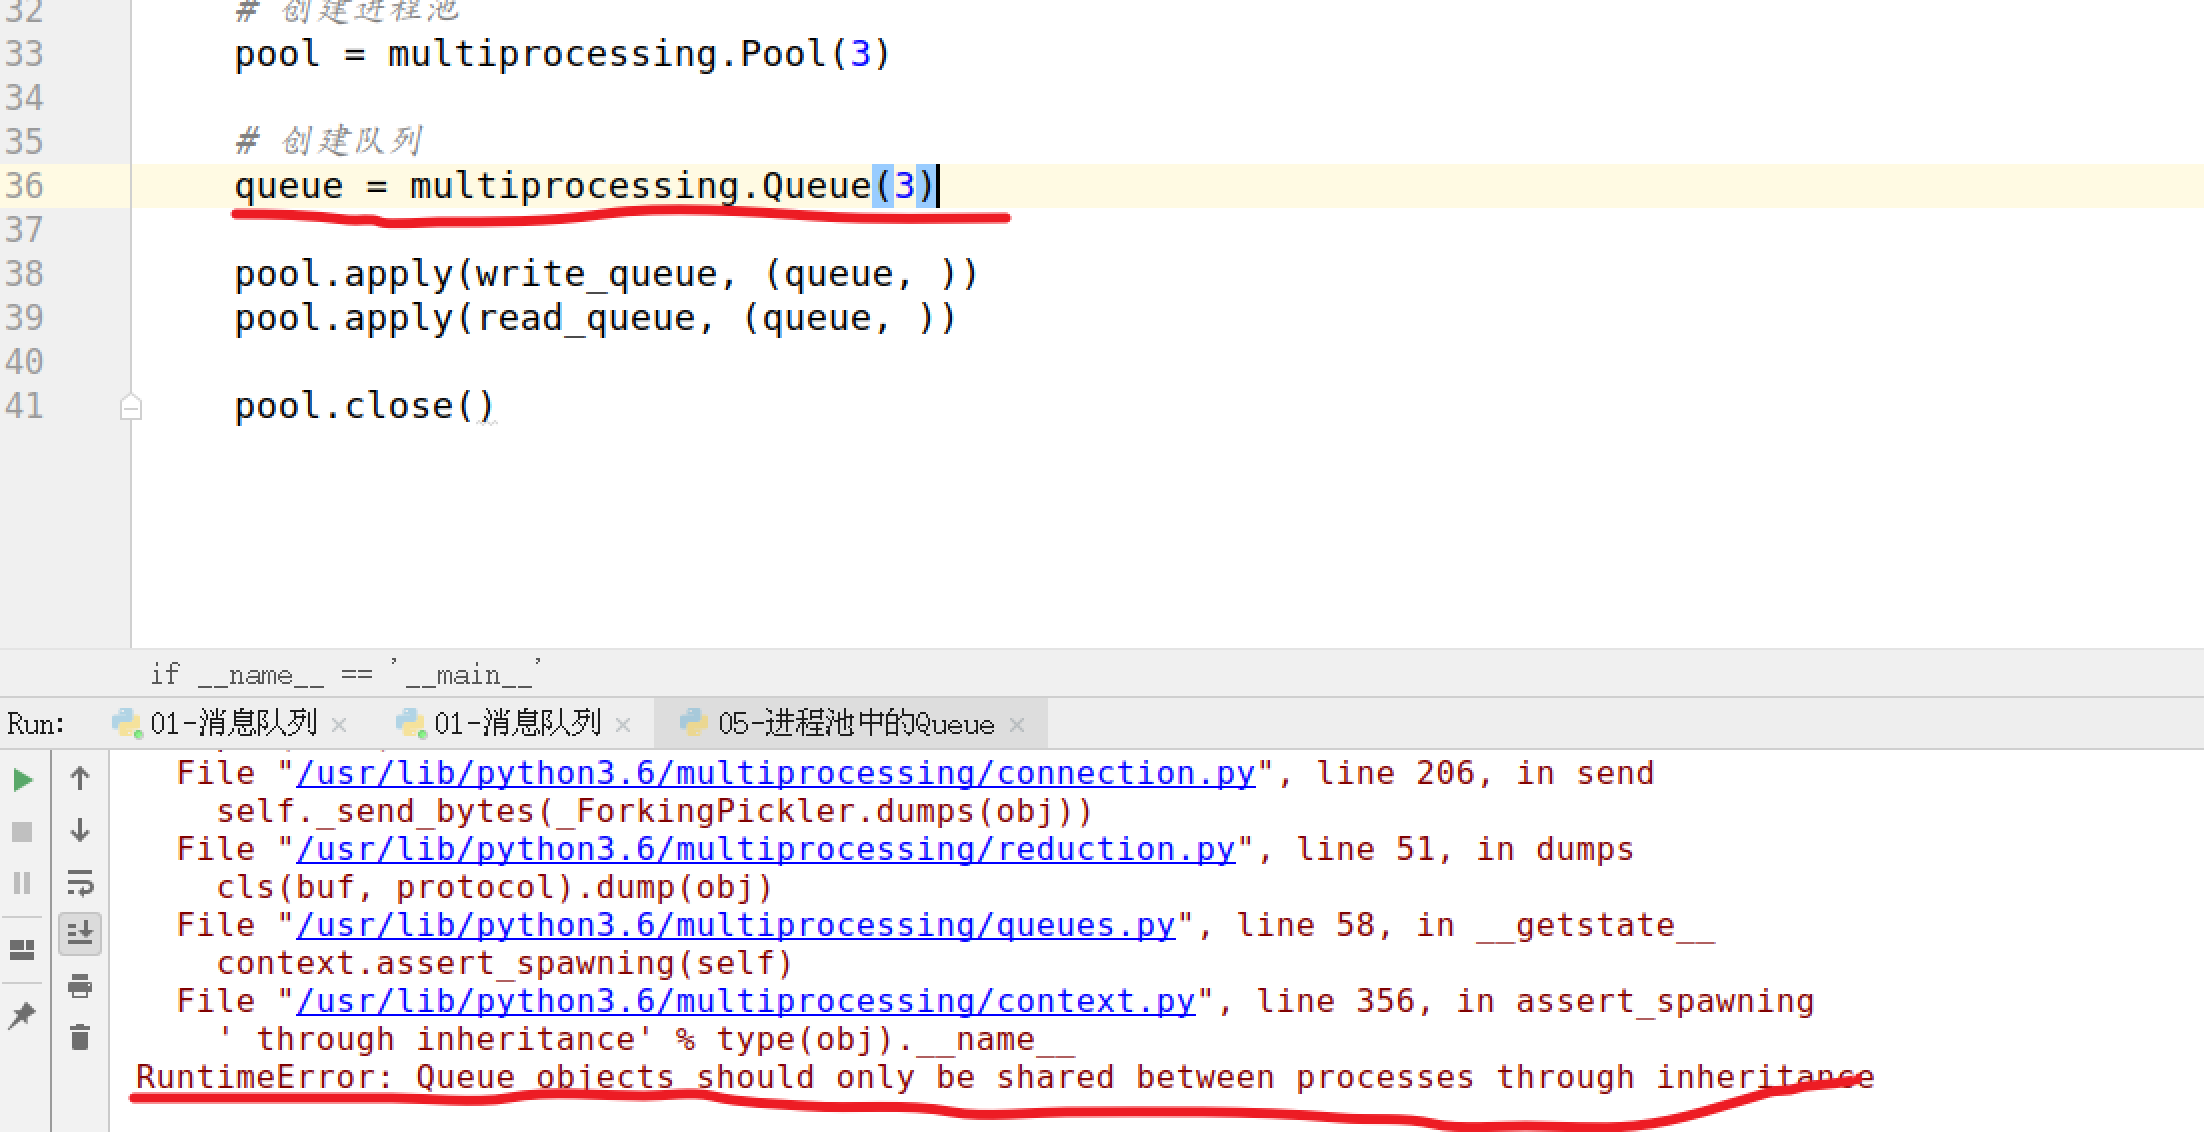 32 # 创建进程池
33 pool = multiprocessing.Pool(3)
34
35 # 创建队列
36 queue = multiprocessing.Queue(3)
37
38 pool.apply(write_queue, (queue, ))
39 pool.apply(read_queue, (queue, ))
40
41 pool.close()
if __name__ == '__main__'
Run: 01-消息队列 × 01-消息队列 × 05-进程池中的Queue ×
File "/usr/lib/python3.6/multiprocessing/connection.py", line 206, in send
self._send_bytes(_ForkingPickler.dumps(obj))
File "/usr/lib/python3.6/multiprocessing/reduction.py", line 51, in dumps
cls(buf, protocol).dump(obj)
File "/usr/lib/python3.6/multiprocessing/queues.py", line 58, in __getstate__
context.assert_spawning(self)
File "/usr/lib/python3.6/multiprocessing/context.py", line 356, in assert_spawning
' through inheritance' % type(obj).__name__
RuntimeError: Queue objects should only be shared between processes through inheritance